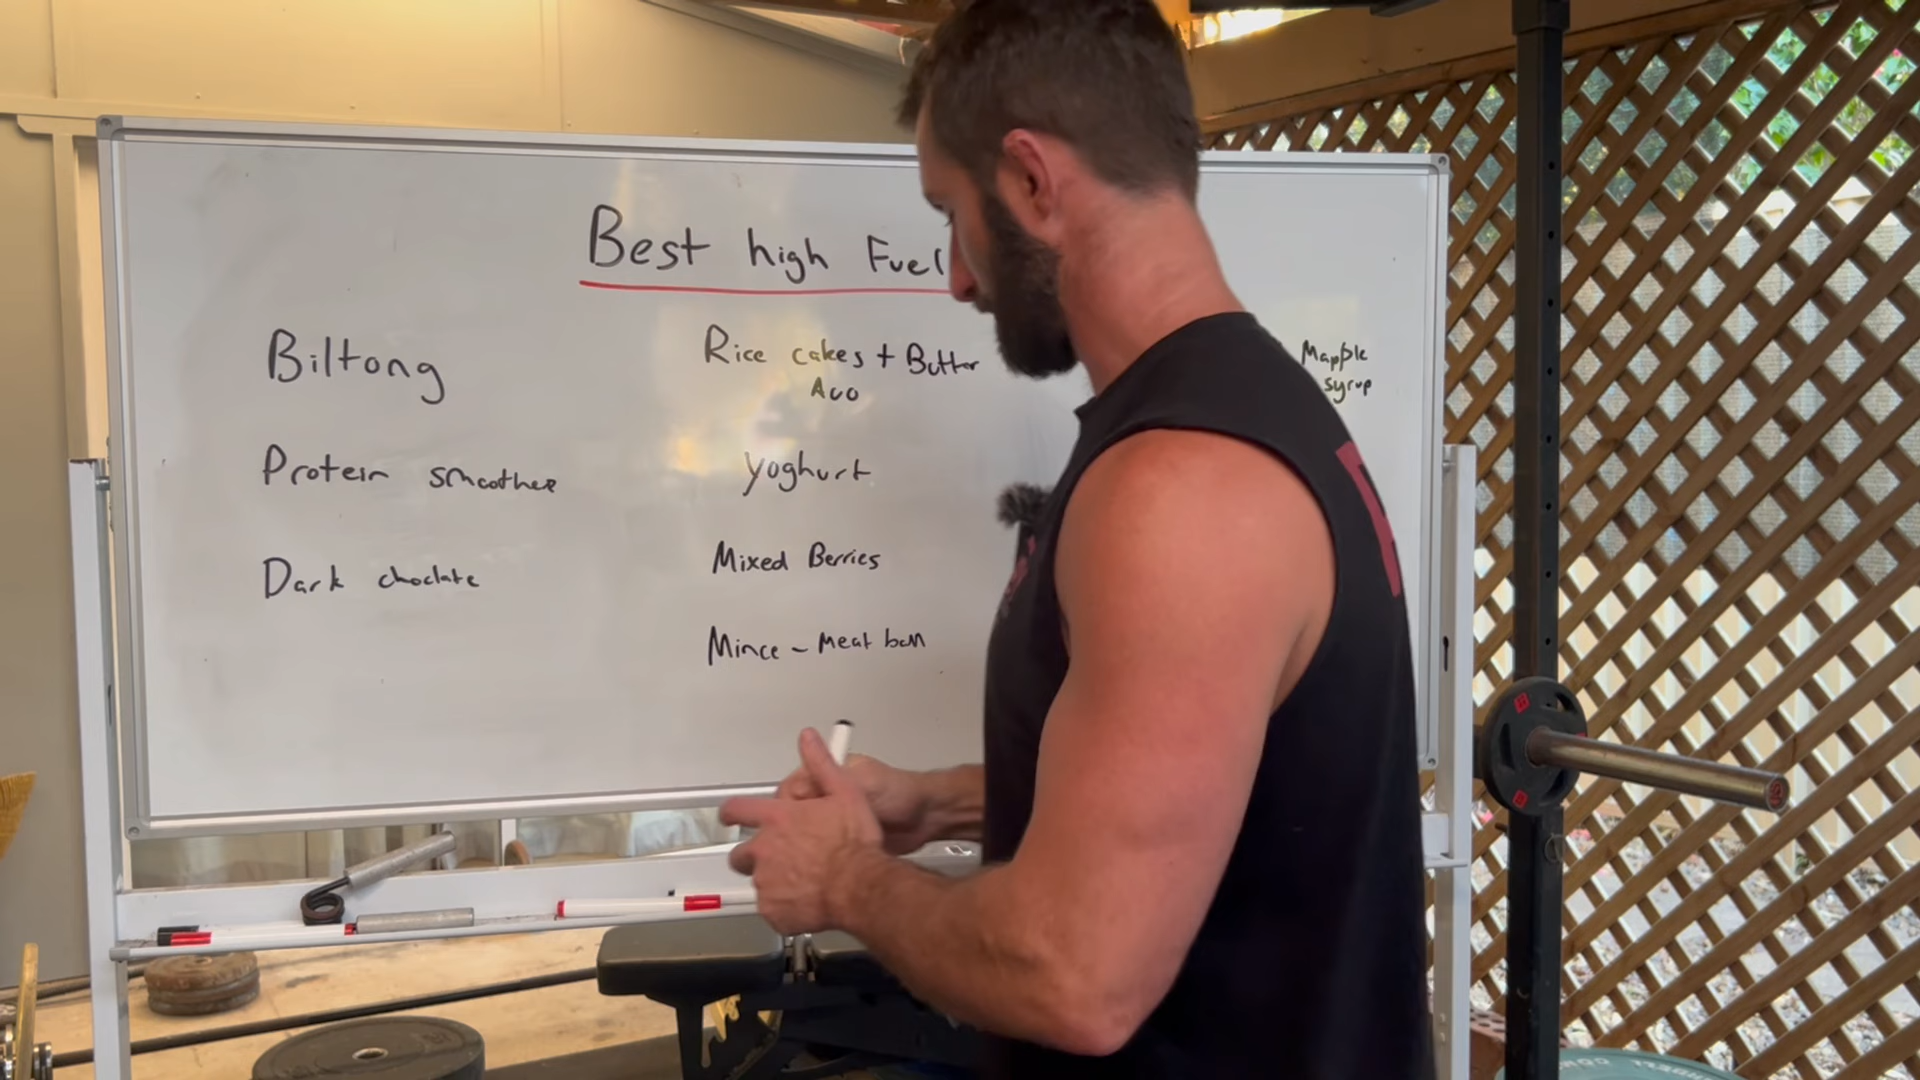 Best high Fuel
Biltong
Protein smoothee
Dark choclate
Rice cakes + Butter
Avo
Yoghurt
Mixed Berries
Mince - Meat ball
Mapple
syrup